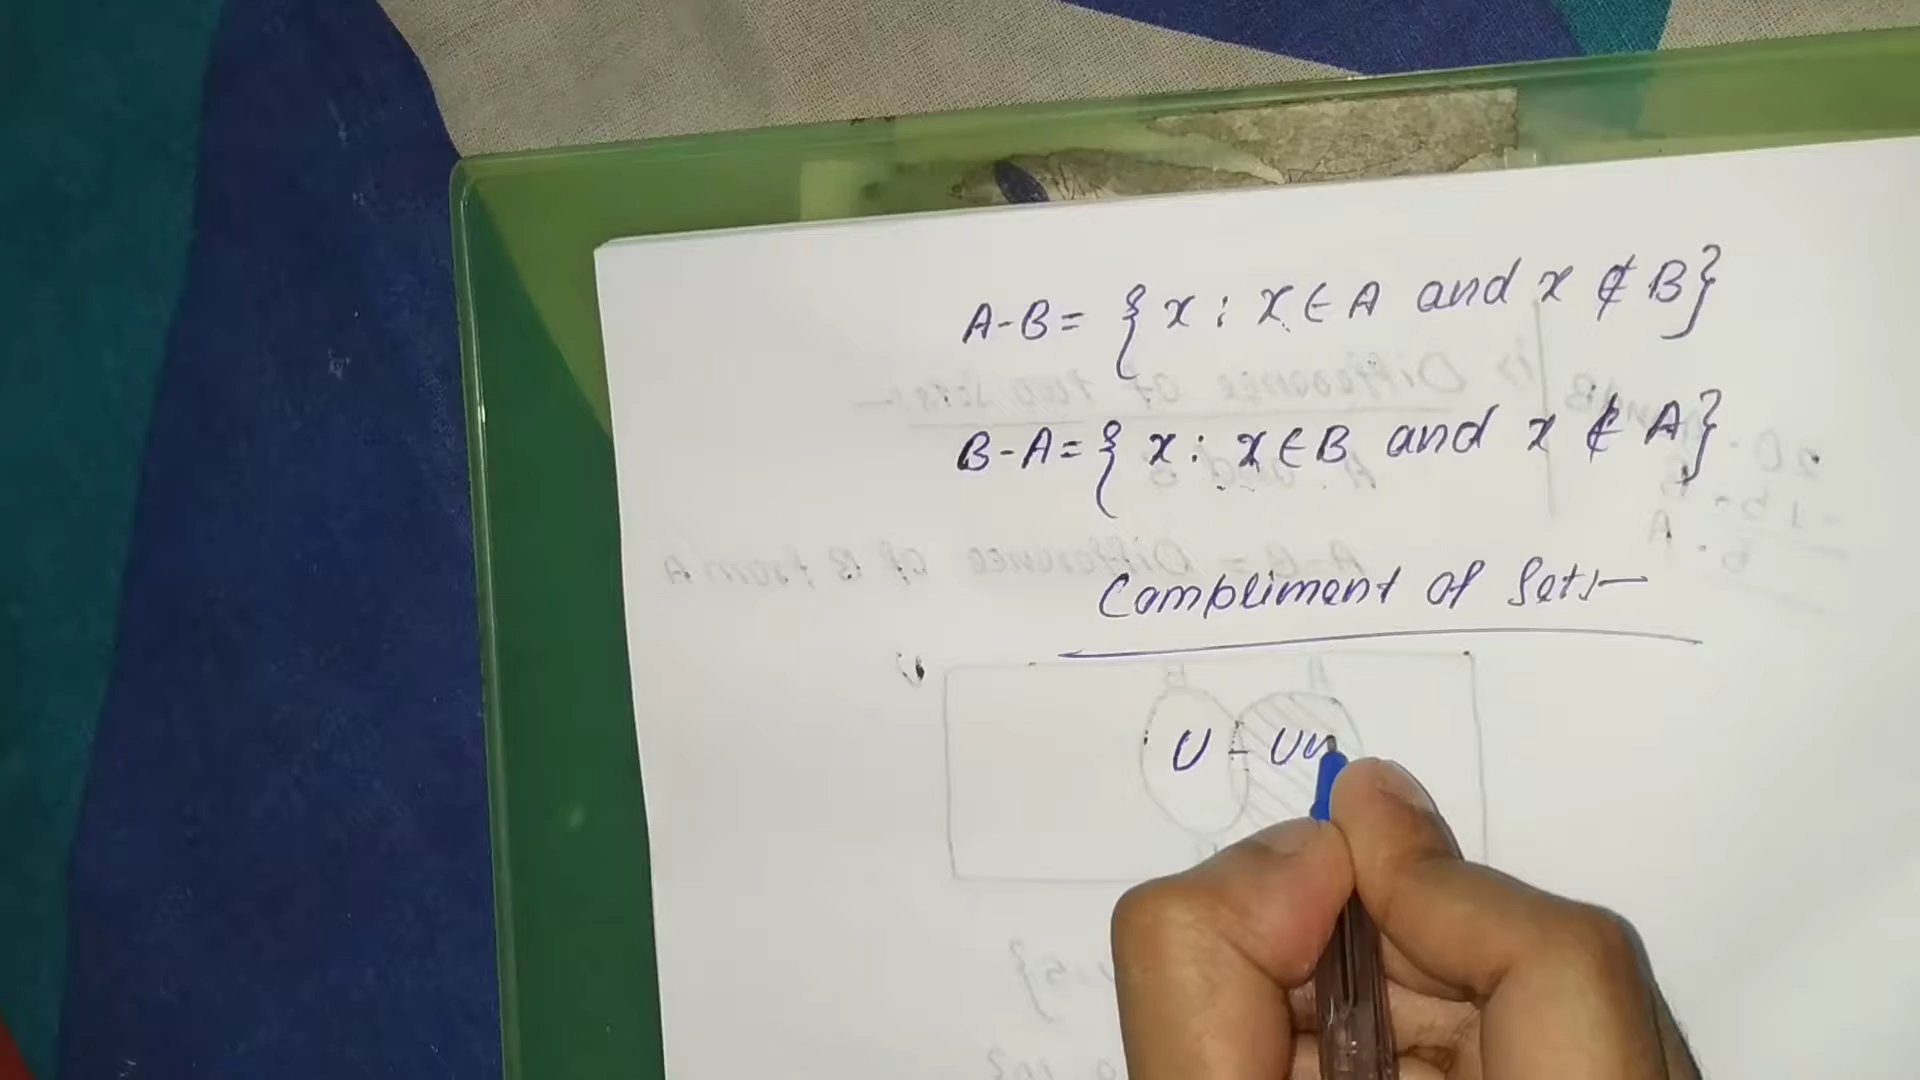 A-B= { x : x ∈ A and x ∉ B}
B-A= { x : x ∈ B and x ∉ A}
Compliment of Sets:-
U - Un